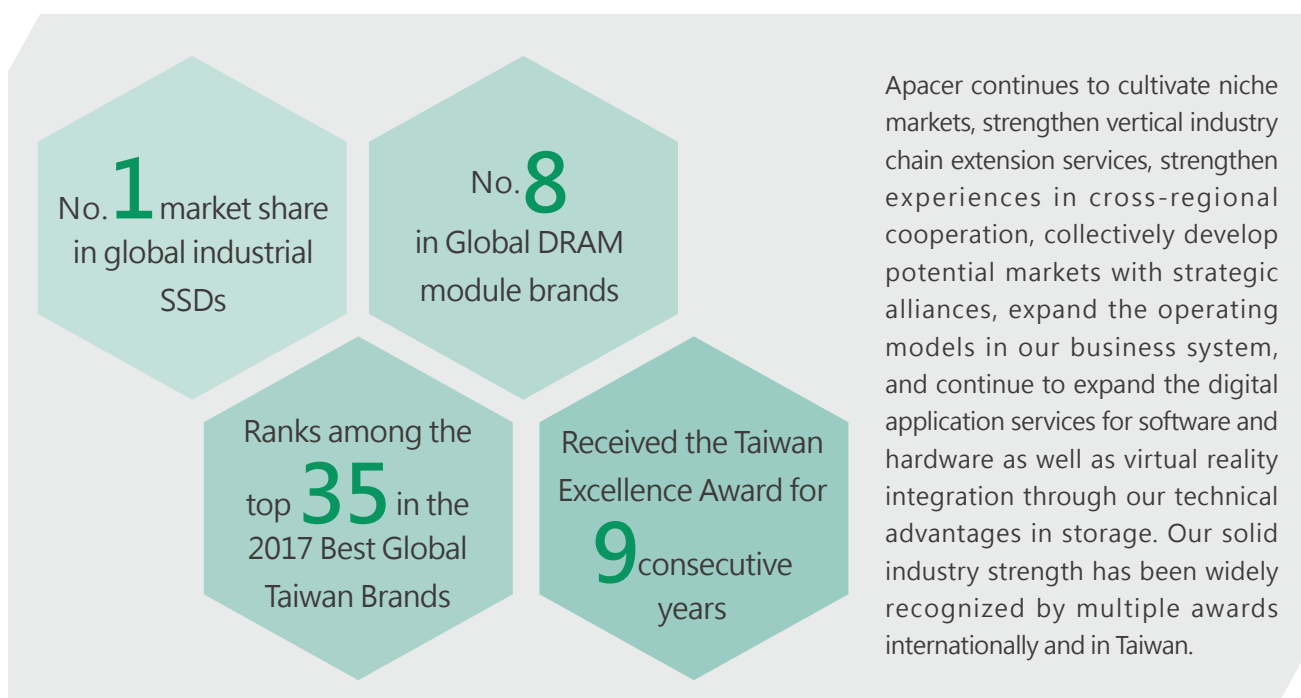 No. 1 market share
in global industrial
SSDs
No. 8
in Global DRAM
module brands
Ranks among the
top 35 in the
2017 Best Global
Taiwan Brands
Received the Taiwan
Excellence Award for
9 consecutive
years
Apacer continues to cultivate niche
markets, strengthen vertical industry
chain extension services, strengthen
experiences in cross-regional
cooperation, collectively develop
potential markets with strategic
alliances, expand the operating
models in our business system,
and continue to expand the digital
application services for software and
hardware as well as virtual reality
integration through our technical
advantages in storage. Our solid
industry strength has been widely
recognized by multiple awards
internationally and in Taiwan.